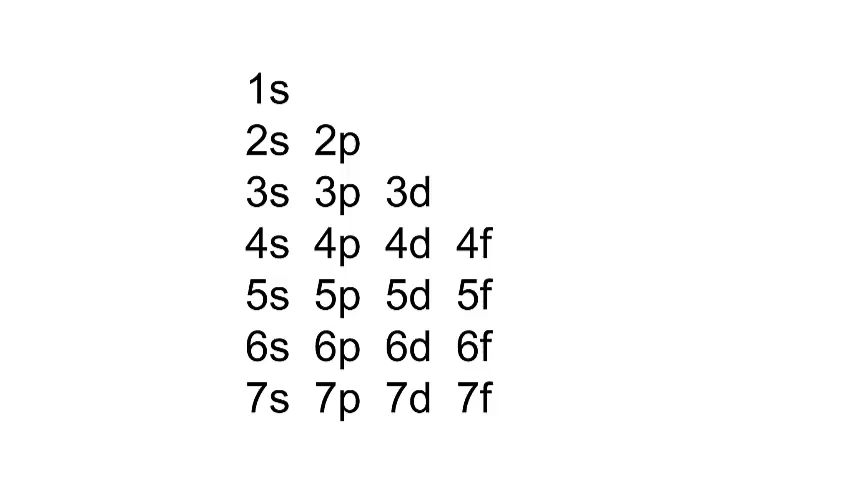 1s
2s 2p
3s 3p 3d
4s 4p 4d 4f
5s 5p 5d 5f
6s 6p 6d 6f
7s 7p 7d 7f